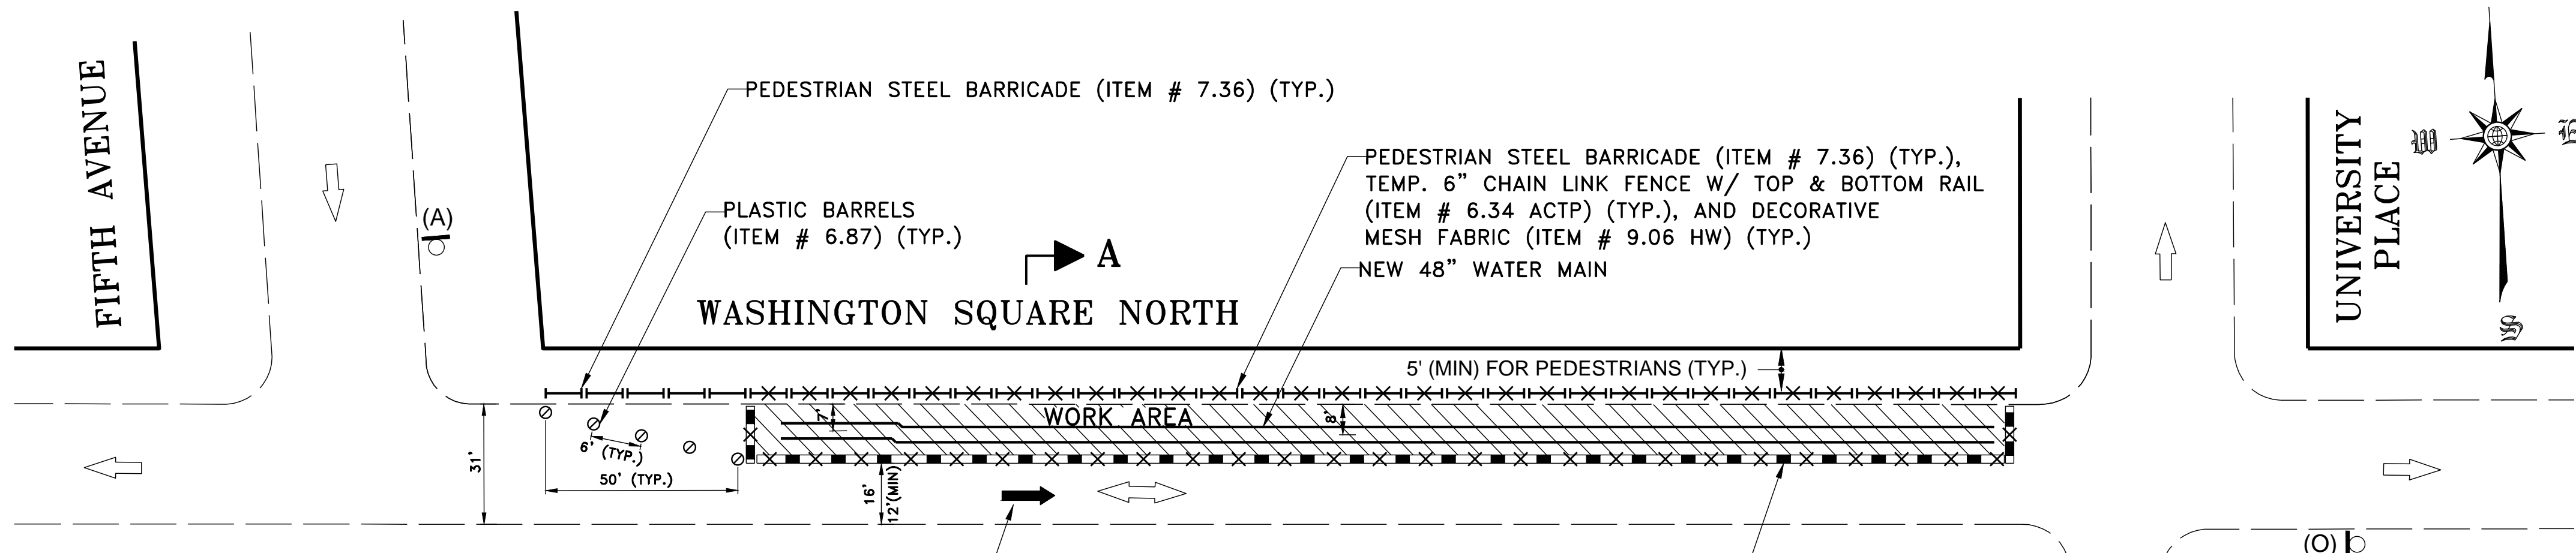 FIFTH AVENUE
PEDESTRIAN STEEL BARRICADE (ITEM # 7.36) (TYP.)
PLASTIC BARRELS
(ITEM # 6.87) (TYP.)
(A)
A
PEDESTRIAN STEEL BARRICADE (ITEM # 7.36) (TYP.),
TEMP. 6" CHAIN LINK FENCE W/ TOP & BOTTOM RAIL
(ITEM # 6.34 ACTP) (TYP.), AND DECORATIVE
MESH FABRIC (ITEM # 9.06 HW) (TYP.)
NEW 48" WATER MAIN
WASHINGTON SQUARE NORTH
5' (MIN) FOR PEDESTRIANS (TYP.)
UNIVERSITY
PLACE
W
S
WORK AREA
7'
8'
6' (TYP.)
50' (TYP.)
31'
16'
12'(MIN)
(O)